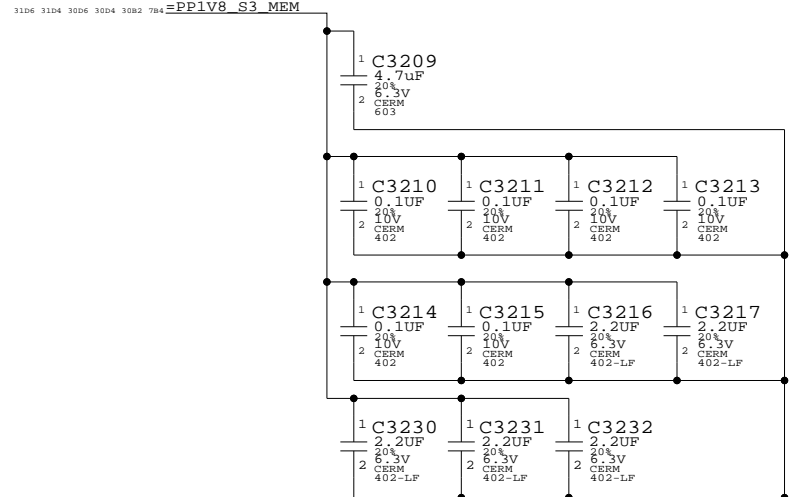 31D6 31D4 30D6 30D4 30B2 7B4 =PP1V8_S3_MEM
1 C3209
4.7uF
20%
6.3V
2 CERM
603
1 C3210 1 C3211 1 C3212 1 C3213
0.1UF 0.1UF 0.1UF 0.1UF
20% 20% 20% 20%
10V 10V 10V 10V
2 CERM 2 CERM 2 CERM 2 CERM
402 402 402 402
1 C3214 1 C3215 1 C3216 1 C3217
0.1UF 0.1UF 2.2UF 2.2UF
20% 20% 20% 20%
10V 10V 6.3V 6.3V
2 CERM 2 CERM 2 CERM 2 CERM
402 402 402-LF 402-LF
1 C3230 1 C3231 1 C3232
2.2UF 2.2UF 2.2UF
20% 20% 20%
6.3V 6.3V 6.3V
2 CERM 2 CERM 2 CERM
402-LF 402-LF 402-LF